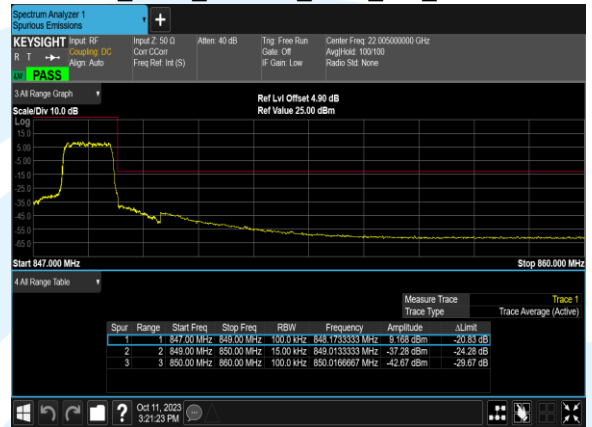 Spectrum Analyzer 1
Spurious Emissions
KEYSIGHT Input: RF Input Z: 50 Ω Atten: 40 dB Trig: Free Run Center Freq: 22.005000000 GHz
R T Coupling: DC Corr CCorr Gate: Off Avg|Hold: 100/100
Align: Auto Freq Ref: Int (S) IF Gain: Low Radio Std: None
PASS
3 All Range Graph
Ref Lvl Offset 4.90 dB
Scale/Div 10.0 dB Ref Value 25.00 dBm
Log
15.0
5.00
-5.00
-15.0
-25.0
-35.0
-45.0
-55.0
-65.0
Start 847.000 MHz Stop 860.000 MHz
4 All Range Table
Measure Trace Trace 1
Trace Type Trace Average (Active)
Spur Range Start Freq Stop Freq RBW Frequency Amplitude ΔLimit
1 1 847.00 MHz 849.00 MHz 100.0 kHz 848.1733333 MHz 9.168 dBm -20.83 dB
2 2 849.00 MHz 850.00 MHz 15.00 kHz 849.0133333 MHz -37.28 dBm -24.28 dB
3 3 850.00 MHz 860.00 MHz 100.0 kHz 850.0166667 MHz -42.67 dBm -29.67 dB
? Oct 11, 2023
3:21:23 PM